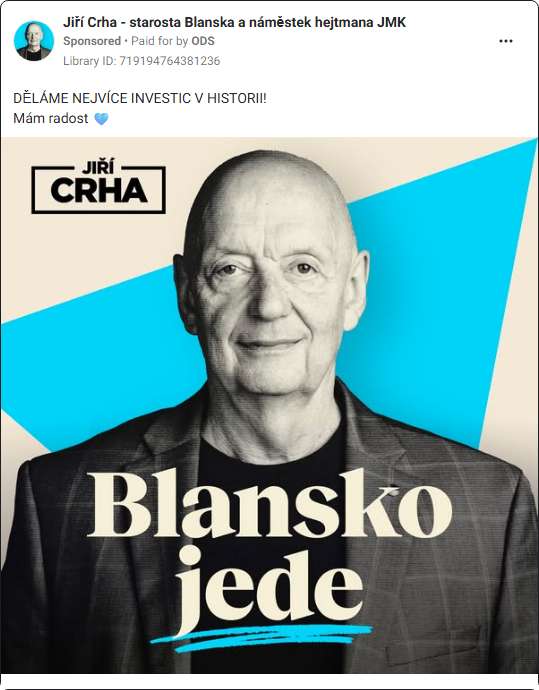 Jiří Crha - starosta Blanska a náměstek hejtmana JMK
Sponsored • Paid for by ODS
Library ID: 719194764381236
DĚLÁME NEJVÍCE INVESTIC V HISTORII!
Mám radost 🩵
JIŘÍ
CRHA
Blansko
jede